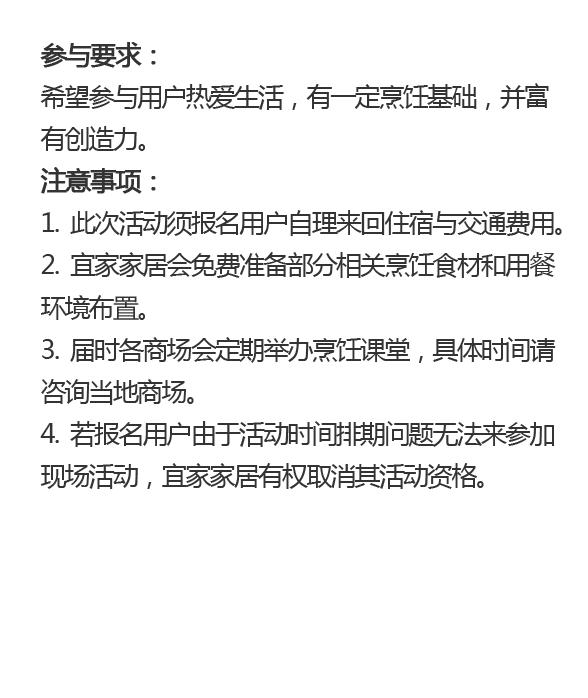 参与要求：
希望参与用户热爱生活，有一定烹饪基础，并富
有创造力。
注意事项：
1. 此次活动须报名用户自理来回住宿与交通费用。
2. 宜家家居会免费准备部分相关烹饪食材和用餐
环境布置。
3. 届时各商场会定期举办烹饪课堂，具体时间请
咨询当地商场。
4. 若报名用户由于活动时间排期问题无法来参加
现场活动，宜家家居有权取消其活动资格。